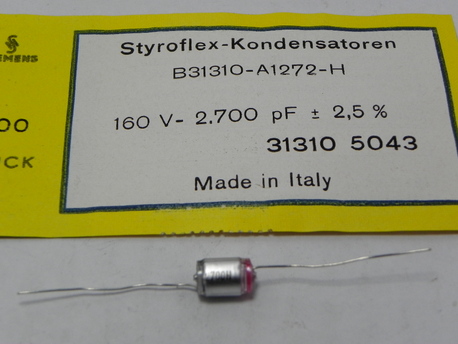 Styroflex-Kondensatoren
B31310-A1272-H
160 V- 2.700 pF ± 2,5 %
31310 5043
Made in Italy